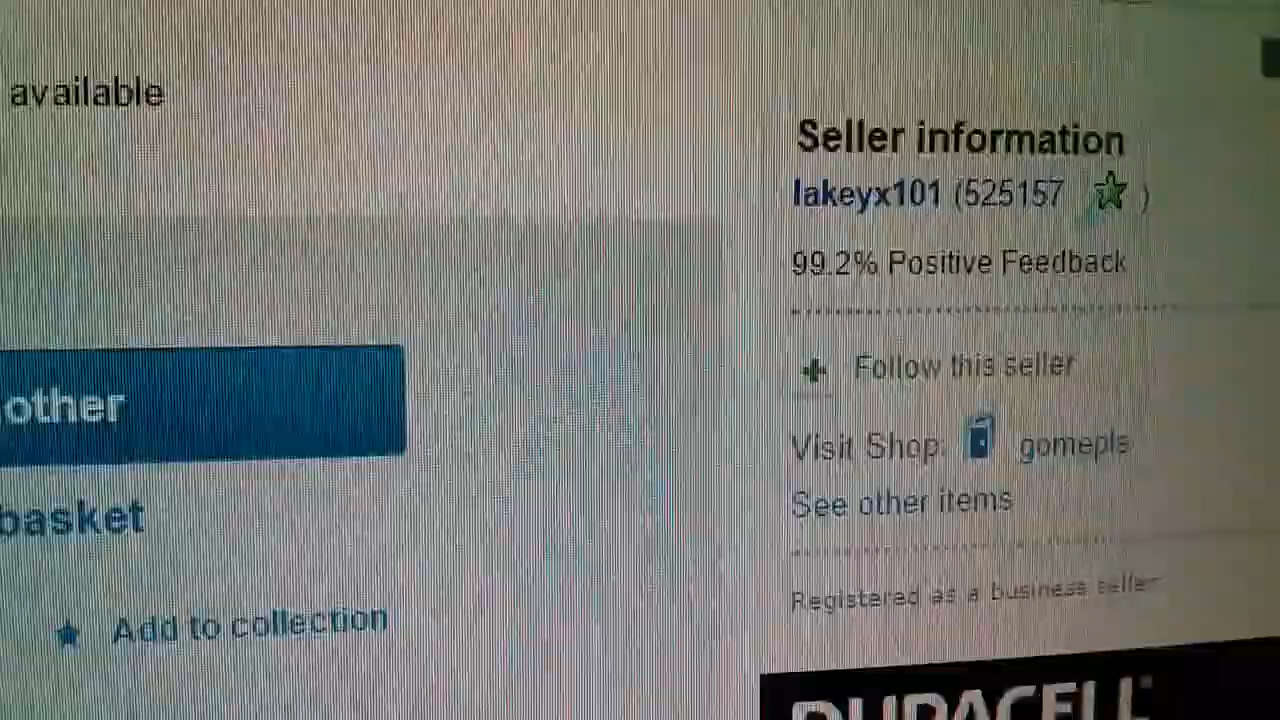 available
Seller information
lakeyx101 (525157 )
99.2% Positive Feedback
Follow this seller
other
Visit Shop: gomepls
See other items
basket
Registered as a business seller
Add to collection
DURACELL